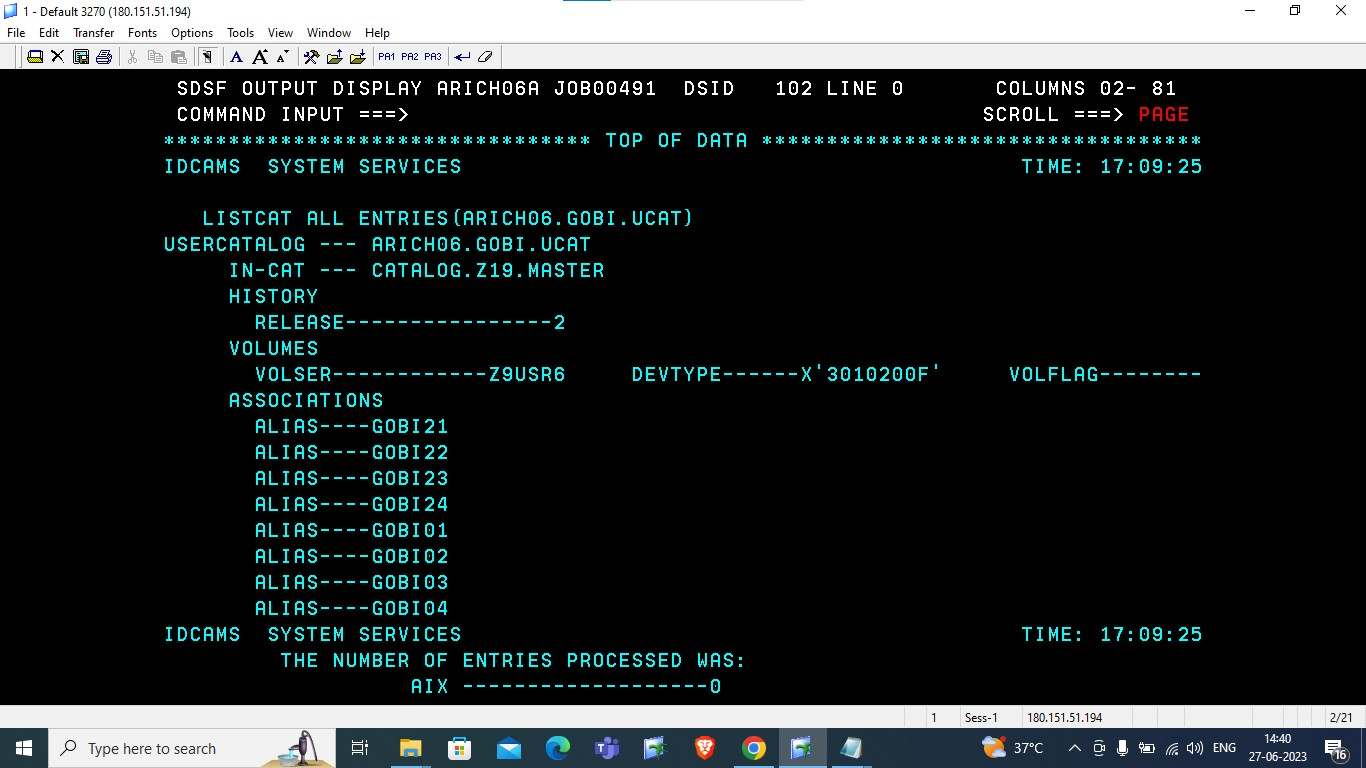 1 - Default 3270 (180.151.51.194)
File Edit Transfer Fonts Options Tools View Window Help
A A A PA1 PA2 PA3
SDSF OUTPUT DISPLAY ARICH06A JOB00491 DSID 102 LINE 0 COLUMNS 02- 81
COMMAND INPUT ===> SCROLL ===> PAGE
********************************* TOP OF DATA **********************************
IDCAMS SYSTEM SERVICES TIME: 17:09:25
LISTCAT ALL ENTRIES(ARICH06.GOBI.UCAT)
USERCATALOG --- ARICH06.GOBI.UCAT
IN-CAT --- CATALOG.Z19.MASTER
HISTORY
RELEASE----------------2
VOLUMES
VOLSER------------Z9USR6 DEVTYPE------X'3010200F' VOLFLAG--------
ASSOCIATIONS
ALIAS----GOBI21
ALIAS----GOBI22
ALIAS----GOBI23
ALIAS----GOBI24
ALIAS----GOBI01
ALIAS----GOBI02
ALIAS----GOBI03
ALIAS----GOBI04
IDCAMS SYSTEM SERVICES TIME: 17:09:25
THE NUMBER OF ENTRIES PROCESSED WAS:
AIX -------------------0
1 Sess-1 180.151.51.194 2/21
Type here to search 37°C ENG 14:40
27-06-2023 16